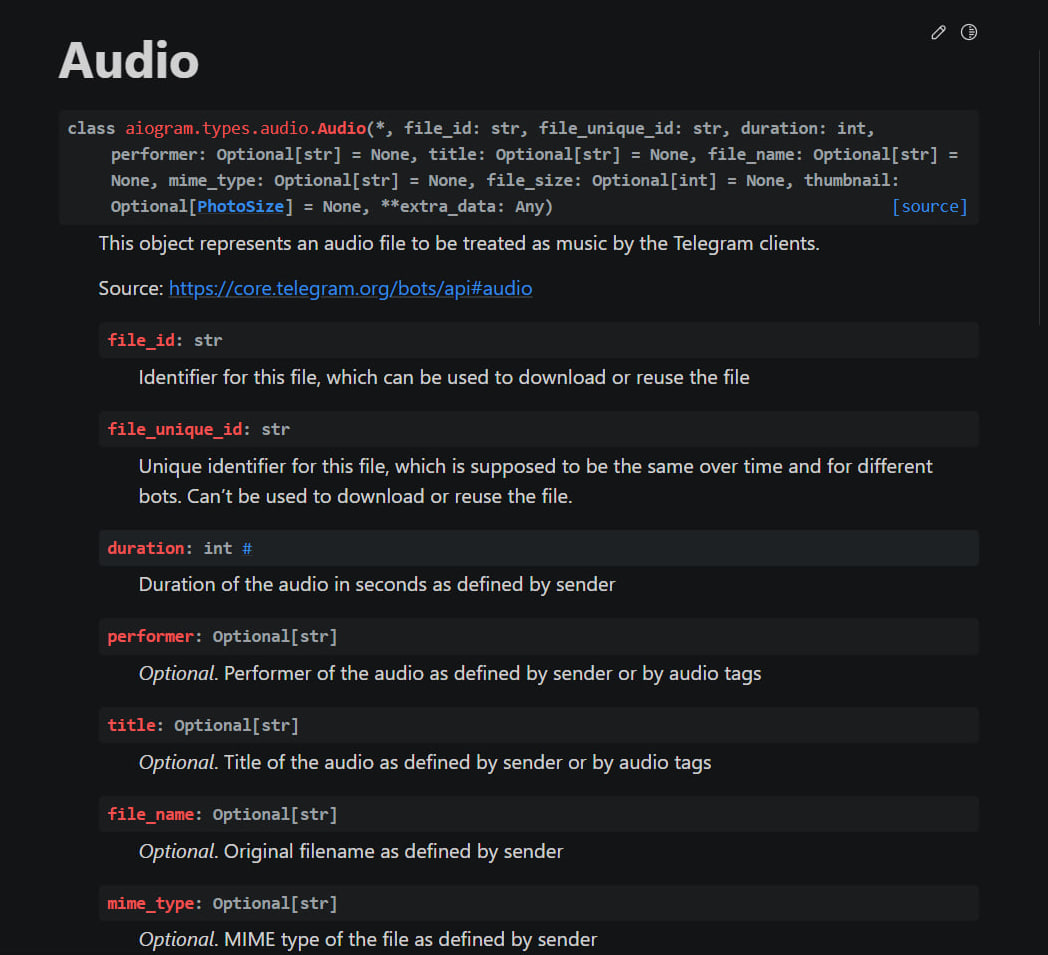 Audio
class aiogram.types.audio.Audio(*, file_id: str, file_unique_id: str, duration: int,
performer: Optional[str] = None, title: Optional[str] = None, file_name: Optional[str] =
None, mime_type: Optional[str] = None, file_size: Optional[int] = None, thumbnail:
Optional[PhotoSize] = None, **extra_data: Any) [source]
This object represents an audio file to be treated as music by the Telegram clients.
Source: https://core.telegram.org/bots/api#audio
file_id: str
Identifier for this file, which can be used to download or reuse the file
file_unique_id: str
Unique identifier for this file, which is supposed to be the same over time and for different
bots. Can’t be used to download or reuse the file.
duration: int #
Duration of the audio in seconds as defined by sender
performer: Optional[str]
Optional. Performer of the audio as defined by sender or by audio tags
title: Optional[str]
Optional. Title of the audio as defined by sender or by audio tags
file_name: Optional[str]
Optional. Original filename as defined by sender
mime_type: Optional[str]
Optional. MIME type of the file as defined by sender